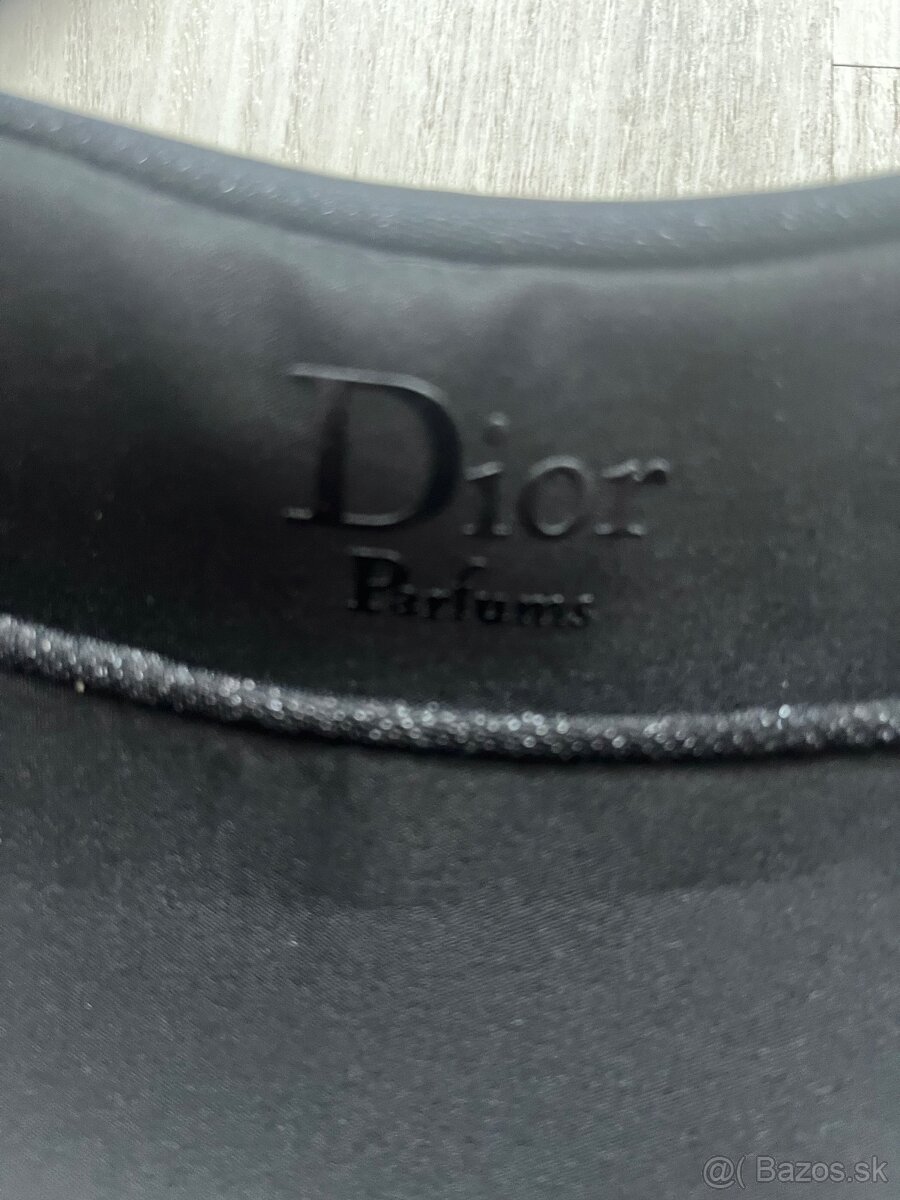 Dior
Parfums
@( Bazos.sk